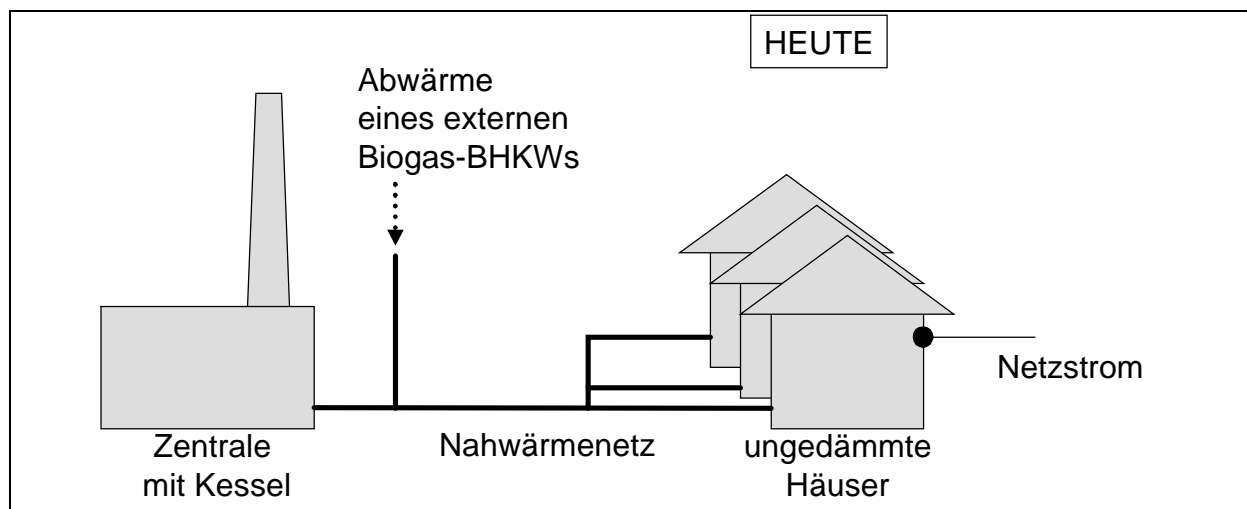 HEUTE
Abwärme
eines externen
Biogas-BHKWs
Netzstrom
Zentrale
mit Kessel
Nahwärmenetz
ungedämmte
Häuser